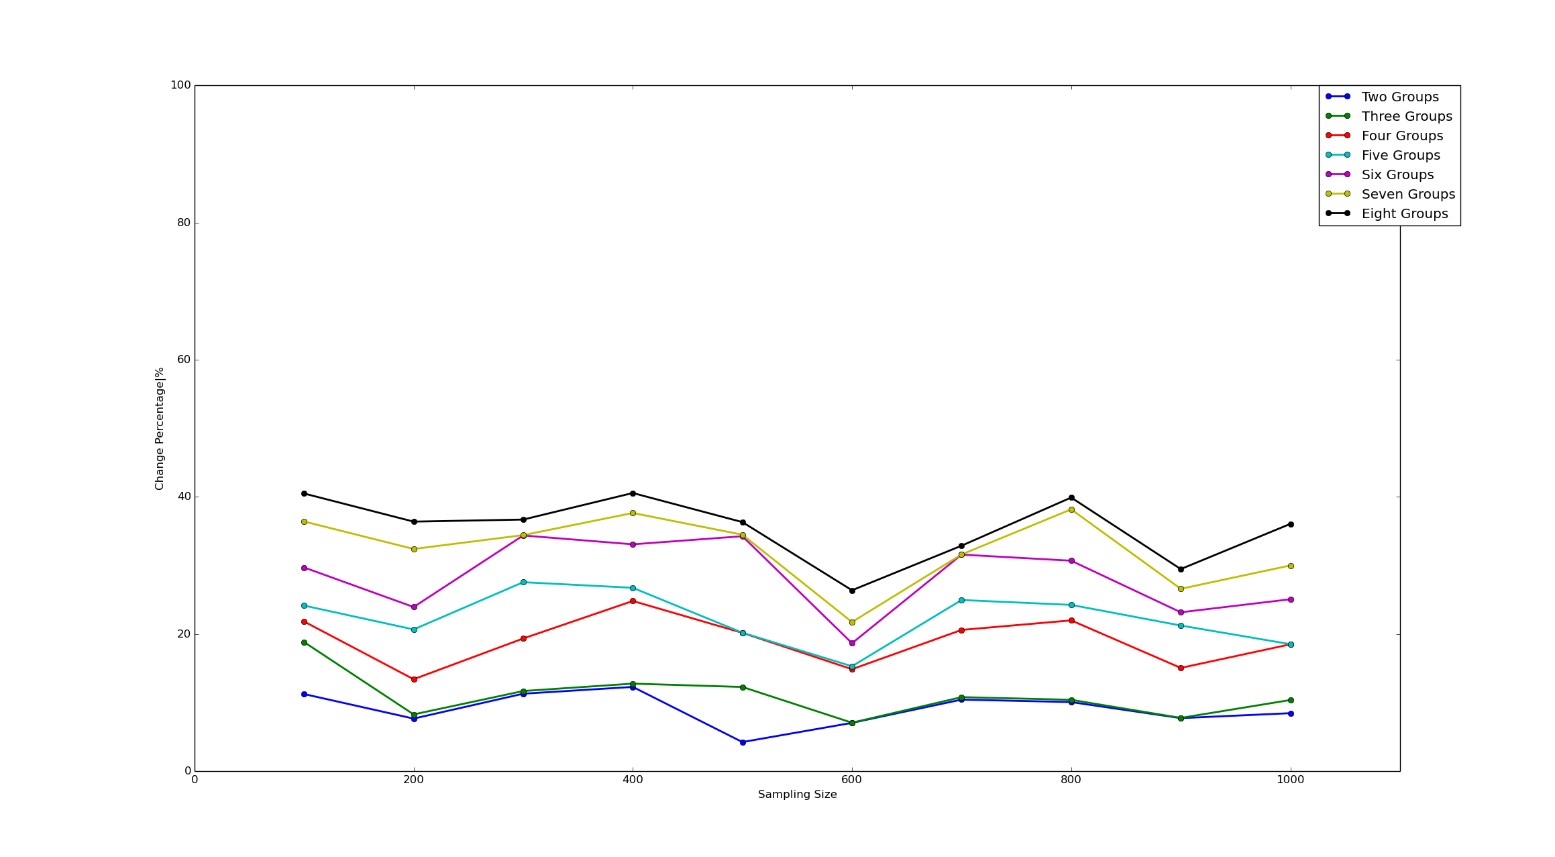 100
80
60
40
20
0
Change Percentage|%
0 200 400 600 800 1000
Sampling Size
Two Groups
Three Groups
Four Groups
Five Groups
Six Groups
Seven Groups
Eight Groups